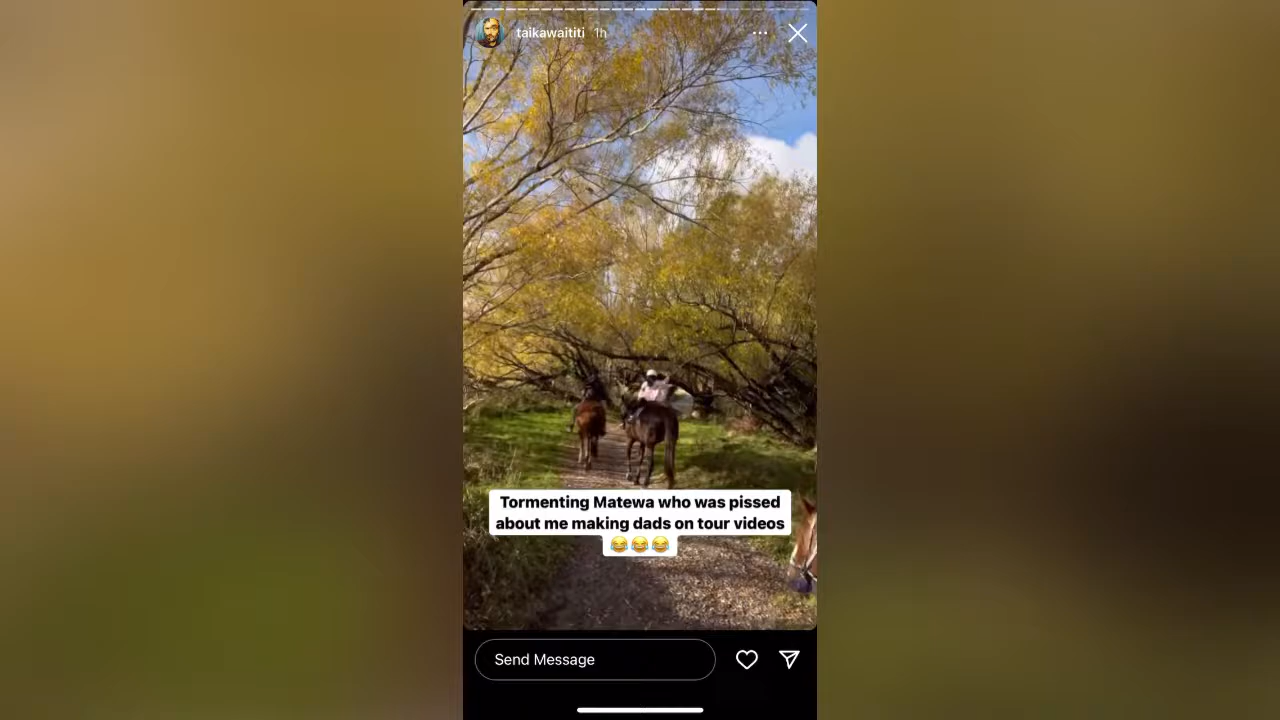 taikawaititi 1h
Tormenting Matewa who was pissed
about me making dads on tour videos
😂😂😂
Send Message